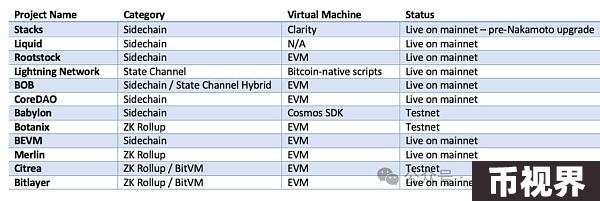 Project Name Category Virtual Machine Status
Stacks Sidechain Clarity Live on mainnet – pre-Nakamoto upgrade
Liquid Sidechain N/A Live on mainnet
Rootstock Sidechain EVM Live on mainnet
Lightning Network State Channel Bitcoin-native scripts Live on mainnet
BOB Sidechain / State Channel Hybrid EVM Live on mainnet
CoreDAO Sidechain EVM Live on mainnet
Babylon Sidechain Cosmos SDK Testnet
Botanix ZK Rollup EVM Testnet
BEVM Sidechain EVM Live on mainnet
Merlin ZK Rollup EVM Live on mainnet
Citrea ZK Rollup / BitVM EVM Testnet
Bitlayer ZK Rollup / BitVM EVM Live on
公众号
币视界